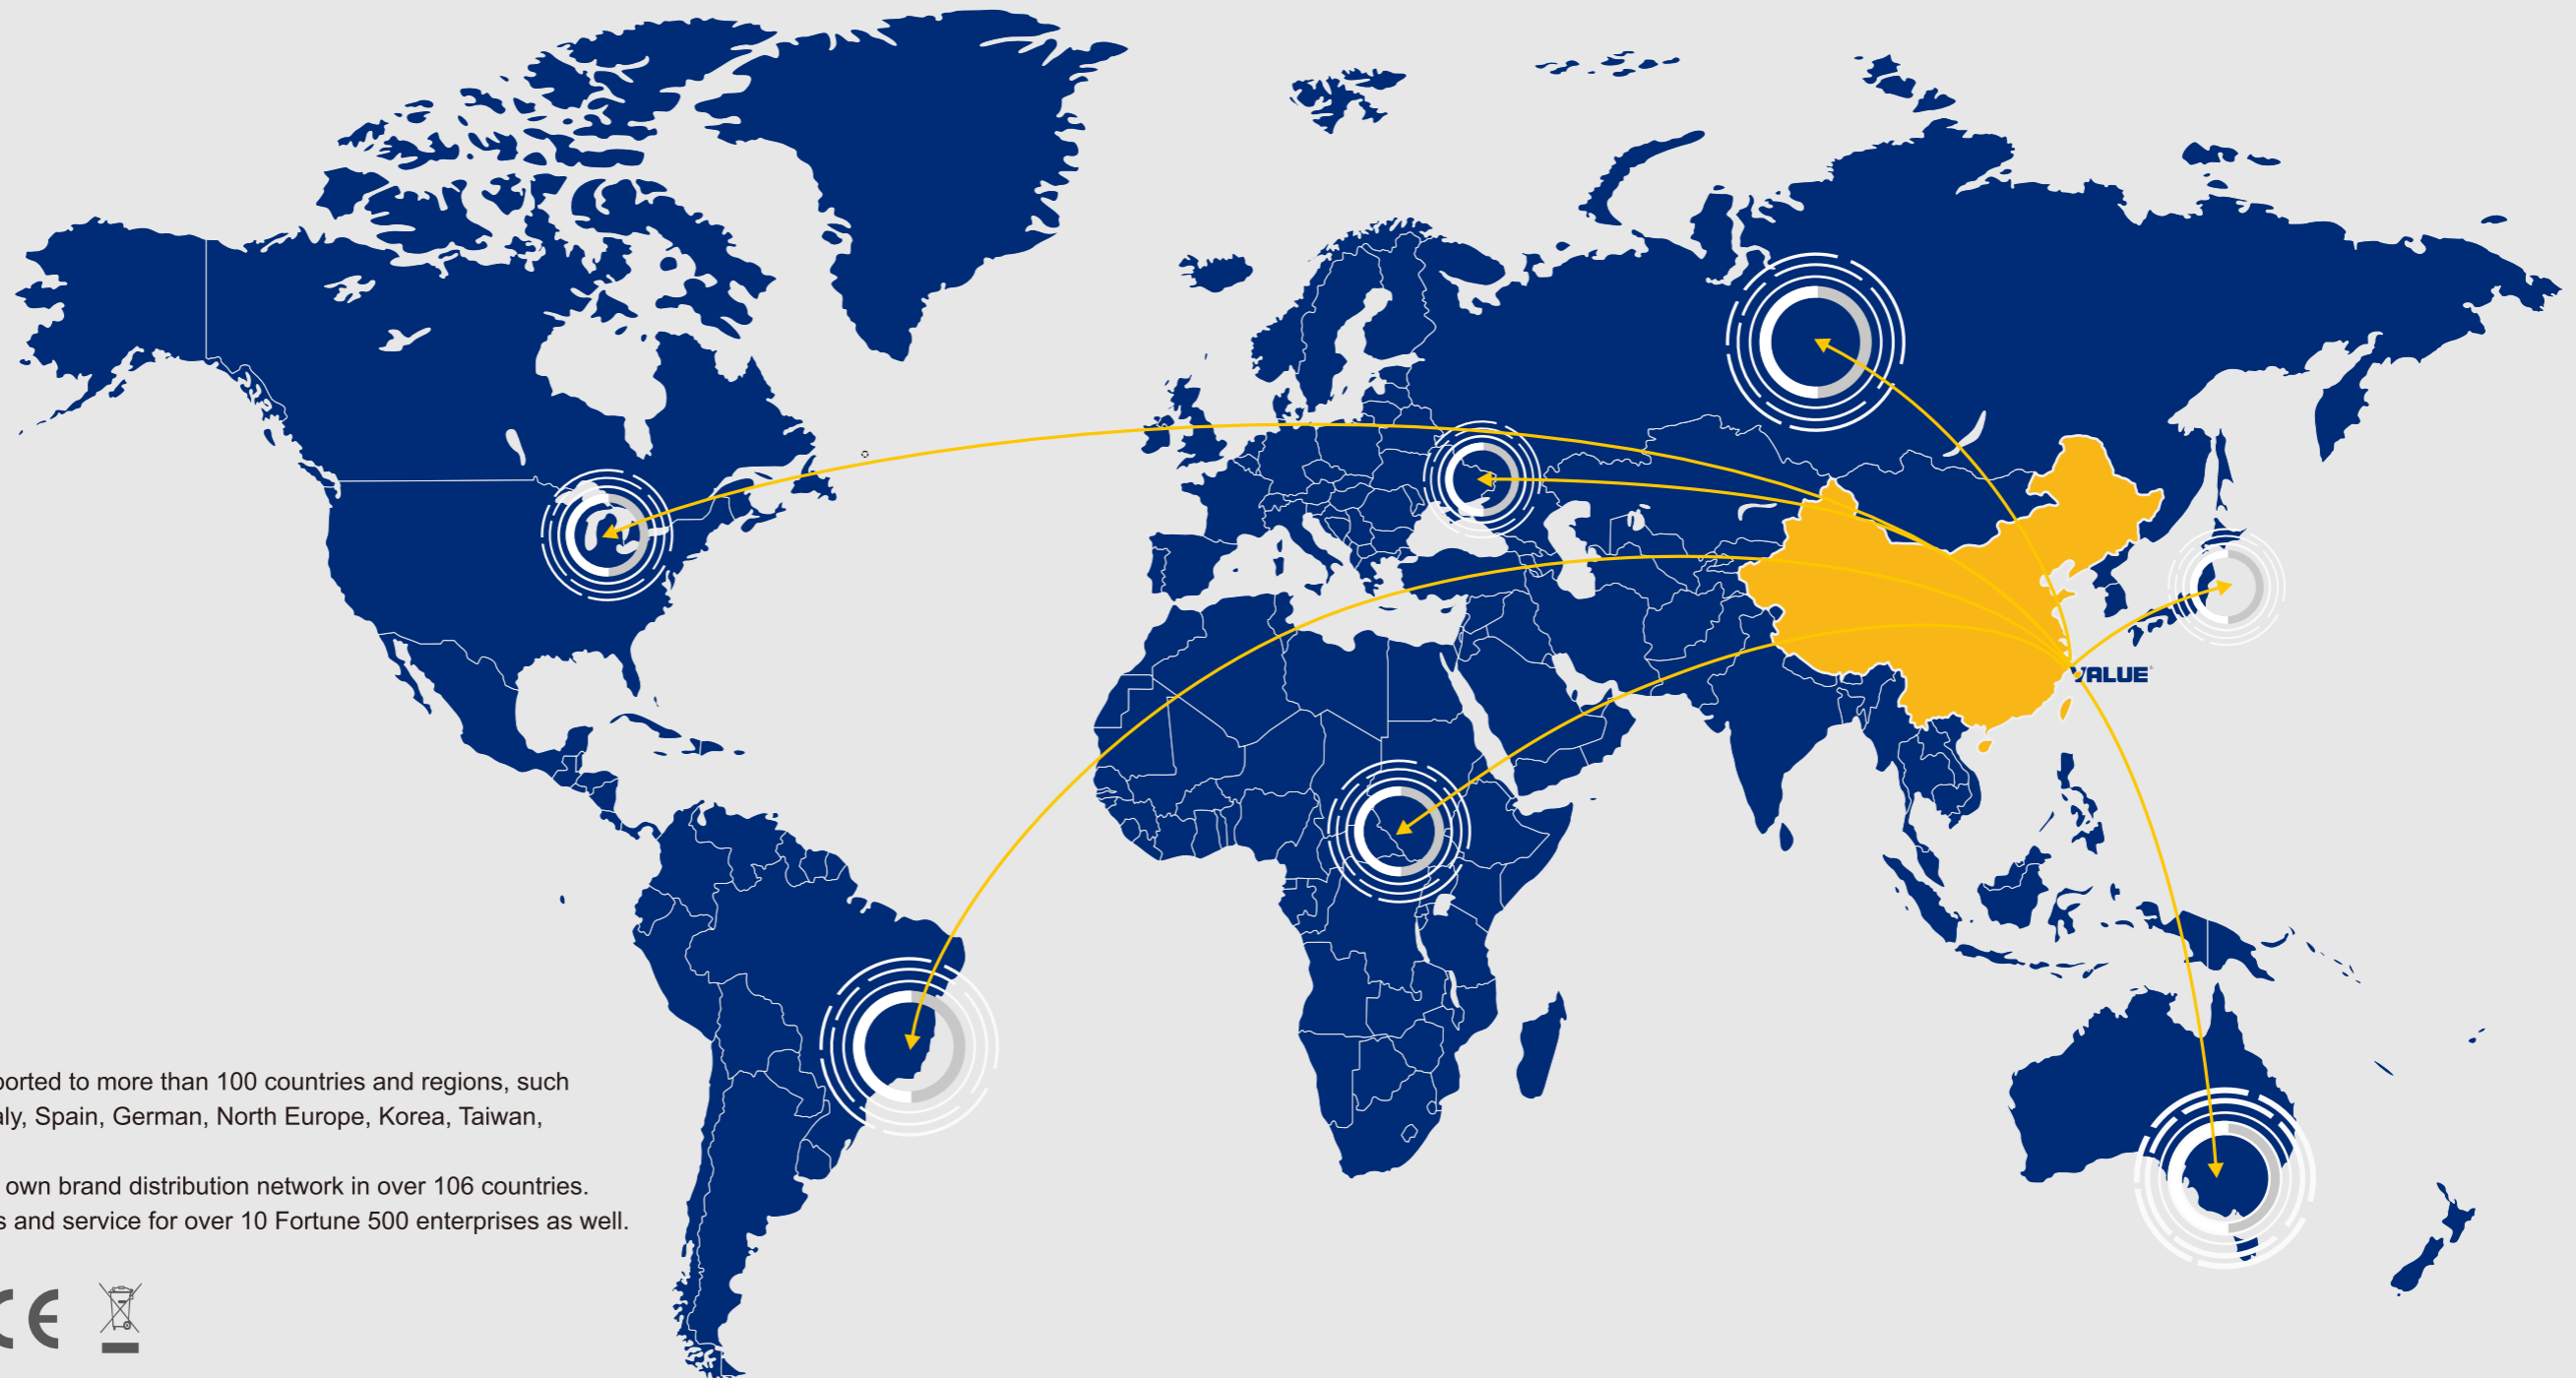 VALUE
ported to more than 100 countries and regions, such
aly, Spain, German, North Europe, Korea, Taiwan,
own brand distribution network in over 106 countries.
s and service for over 10 Fortune 500 enterprises as well.
CE